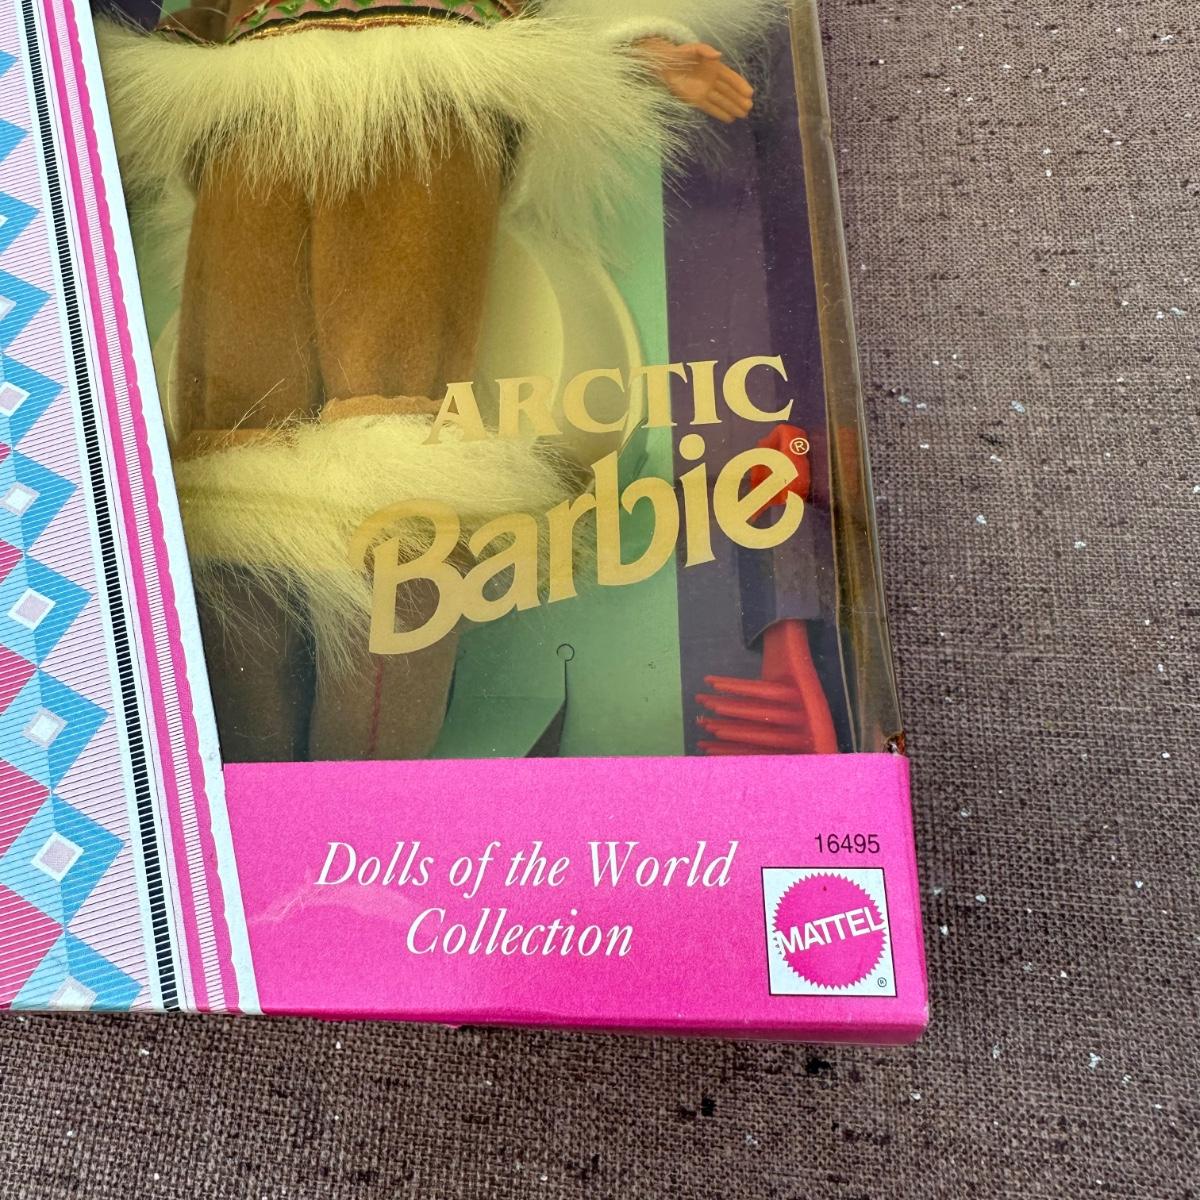 ARCTIC
Barbie®
16495
Dolls of the World
Collection
MATTEL
®